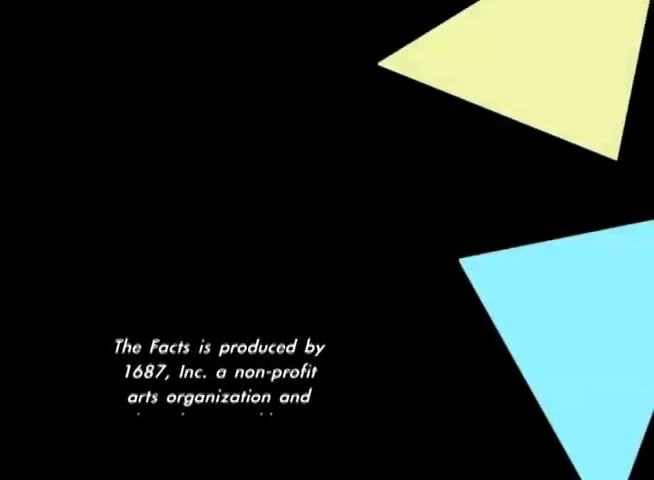 The Facts is produced by
1687, Inc. a non-profit
arts organization and